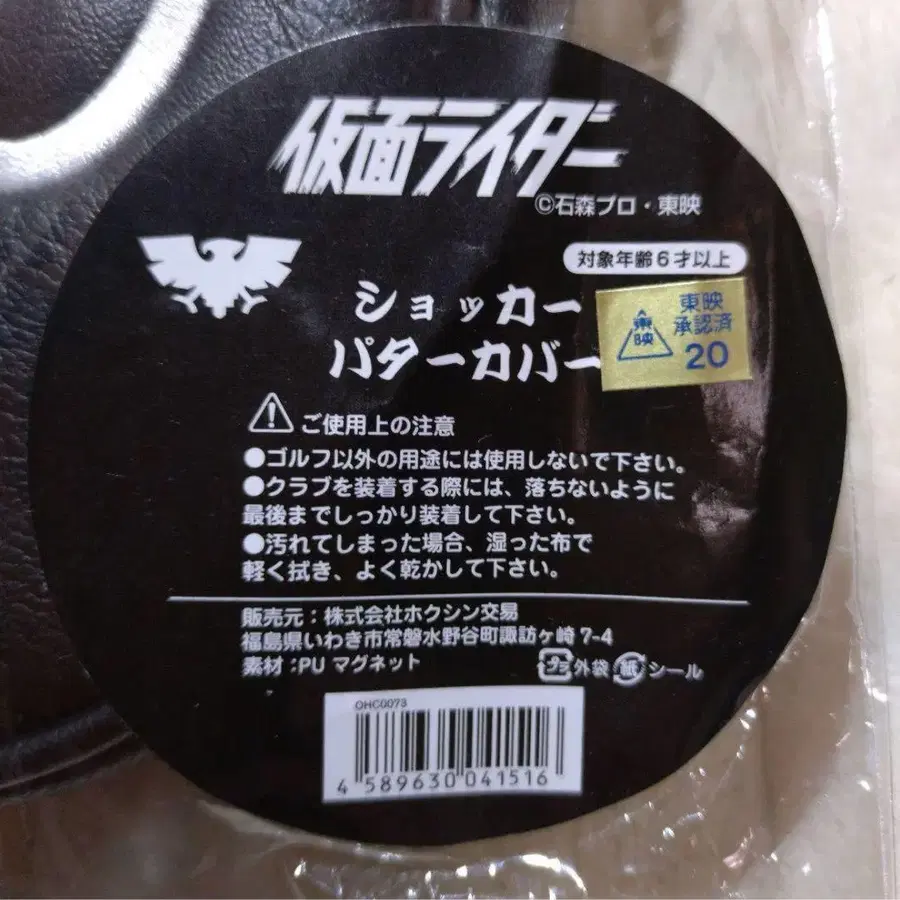 仮面ライダー
©石森プロ・東映
対象年齢6才以上
ショッカー
パターカバー
東映
承認済
20
東映
ご使用上の注意
●ゴルフ以外の用途には使用しないで下さい。
●クラブを装着する際には、落ちないように
最後までしっかり装着して下さい。
●汚れてしまった場合、湿った布で
軽く拭き、よく乾かして下さい。
販売元：株式会社ホクシン交易
福島県いわき市常磐水野谷町諏訪ヶ崎7-4
素材:PU マグネット
プラ 外袋 紙 シール
OHC0073
4 589630 041516